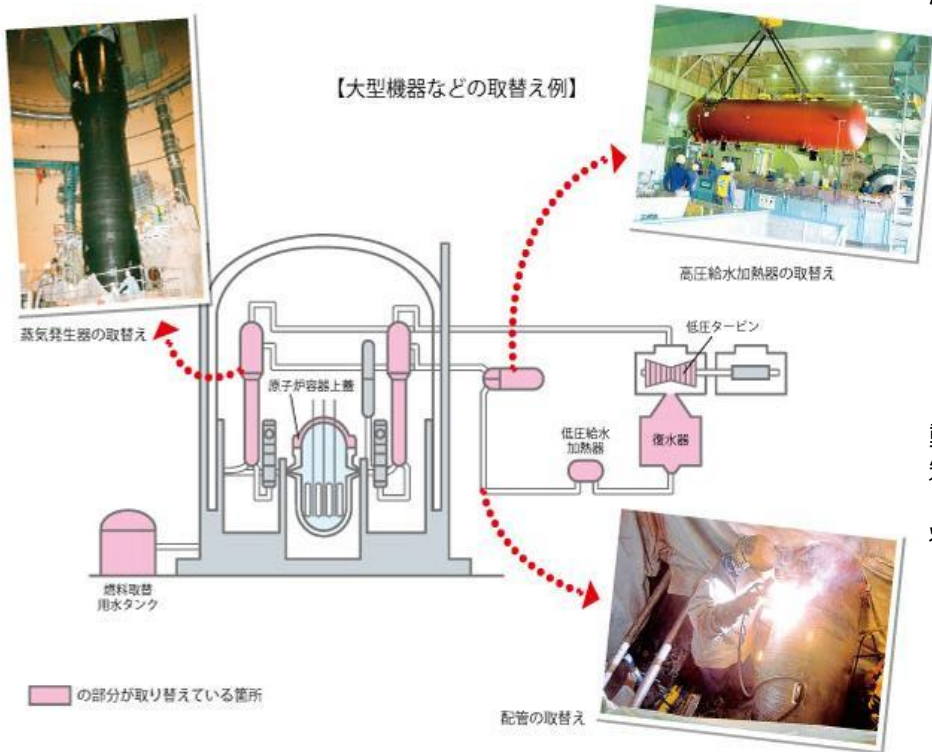 【大型機器などの取替え例】
高圧給水加熱器の取替え
蒸気発生器の取替え
低圧タービン
原子炉容器上蓋
低圧給水
加熱器
復水器
燃料取替
用水タンク
の部分が取り替えている箇所
配管の取替え